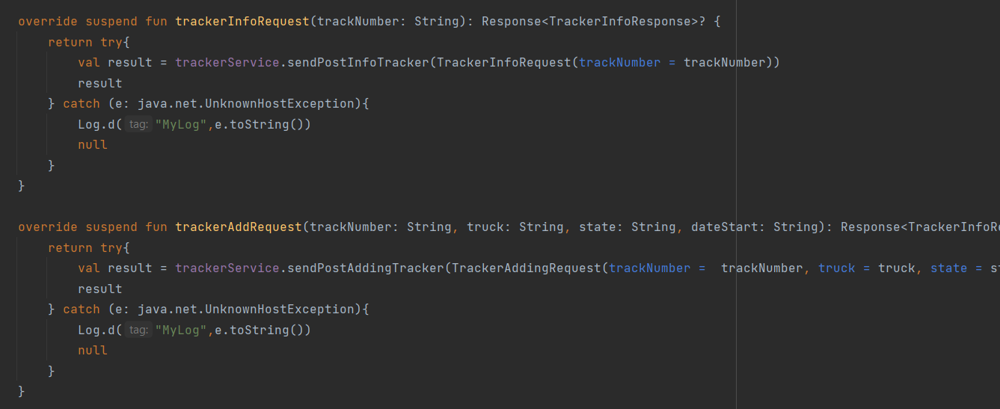 override suspend fun trackerInfoRequest(trackNumber: String): Response<TrackerInfoResponse>? {
    return try{
        val result = trackerService.sendPostInfoTracker(TrackerInfoRequest(trackNumber = trackNumber))
        result
    } catch (e: java.net.UnknownHostException){
        Log.d( tag: "MyLog",e.toString())
        null
    }
}

override suspend fun trackerAddRequest(trackNumber: String, truck: String, state: String, dateStart: String): Response<TrackerInfoRe
    return try{
        val result = trackerService.sendPostAddingTracker(TrackerAddingRequest(trackNumber =  trackNumber, truck = truck, state = st
        result
    } catch (e: java.net.UnknownHostException){
        Log.d( tag: "MyLog",e.toString())
        null
    }
}